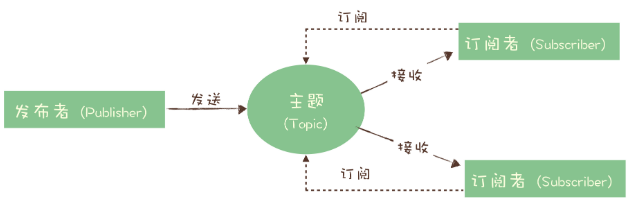 订阅
订阅者 (Subscriber)
接收
发送
主题
(Topic)
发布者 (Publisher)
接收
订阅
订阅者 (Subscriber)